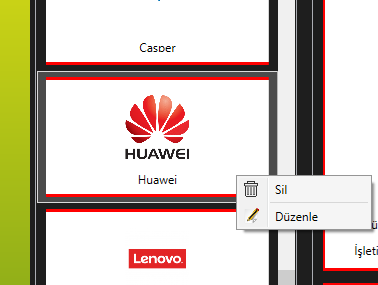 Casper
HUAWEI
Huawei
Sil
Düzenle
Lenovo.
İşleti